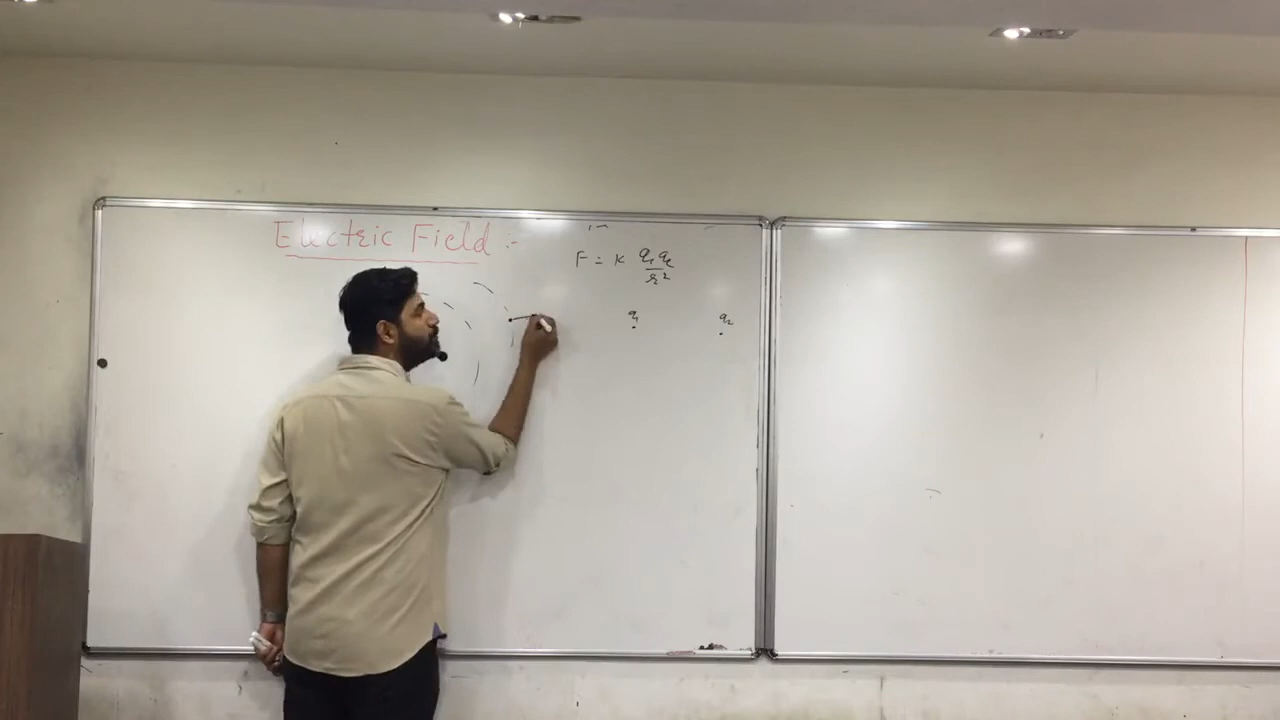 Electric Field :-
F = K q₁q₂/r²
q₁ q₂